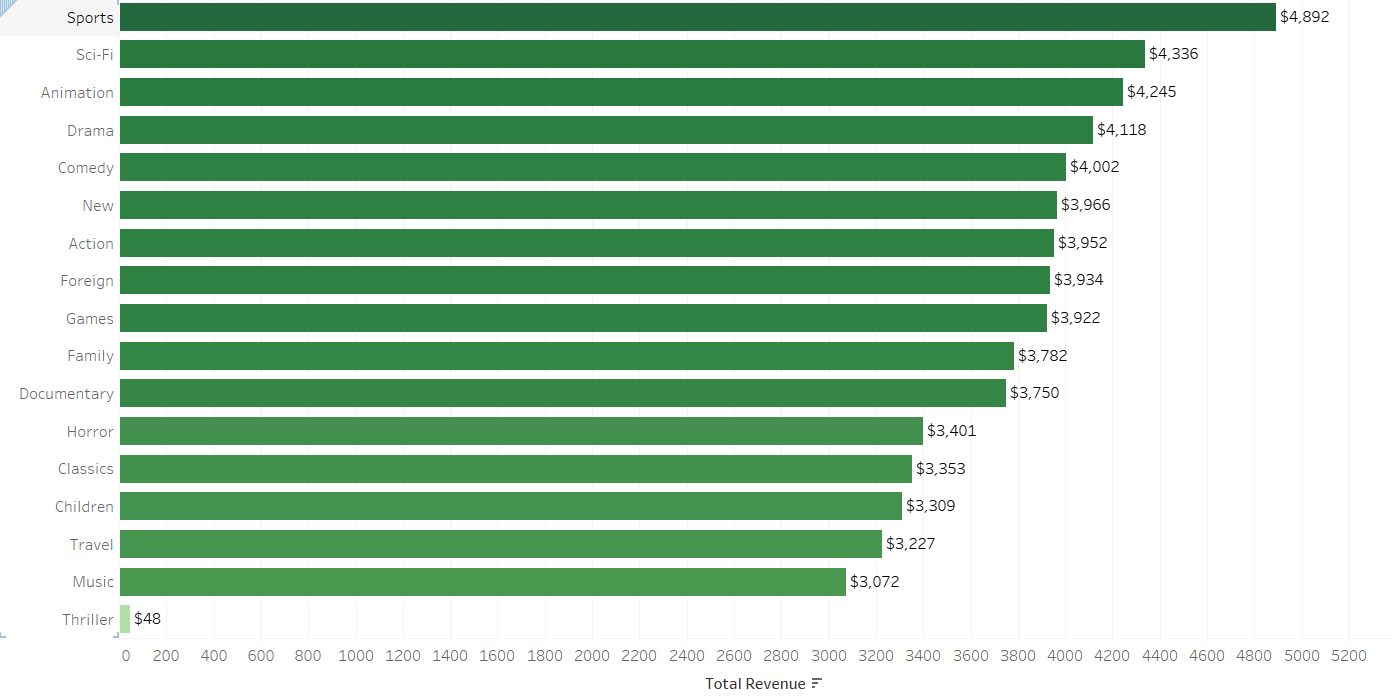 Sports $4,892
Sci-Fi $4,336
Animation $4,245
Drama $4,118
Comedy $4,002
New $3,966
Action $3,952
Foreign $3,934
Games $3,922
Family $3,782
Documentary $3,750
Horror $3,401
Classics $3,353
Children $3,309
Travel $3,227
Music $3,072
Thriller $48
0 200 400 600 800 1000 1200 1400 1600 1800 2000 2200 2400 2600 2800 3000 3200 3400 3600 3800 4000 4200 4400 4600 4800 5000 5200
Total Revenue